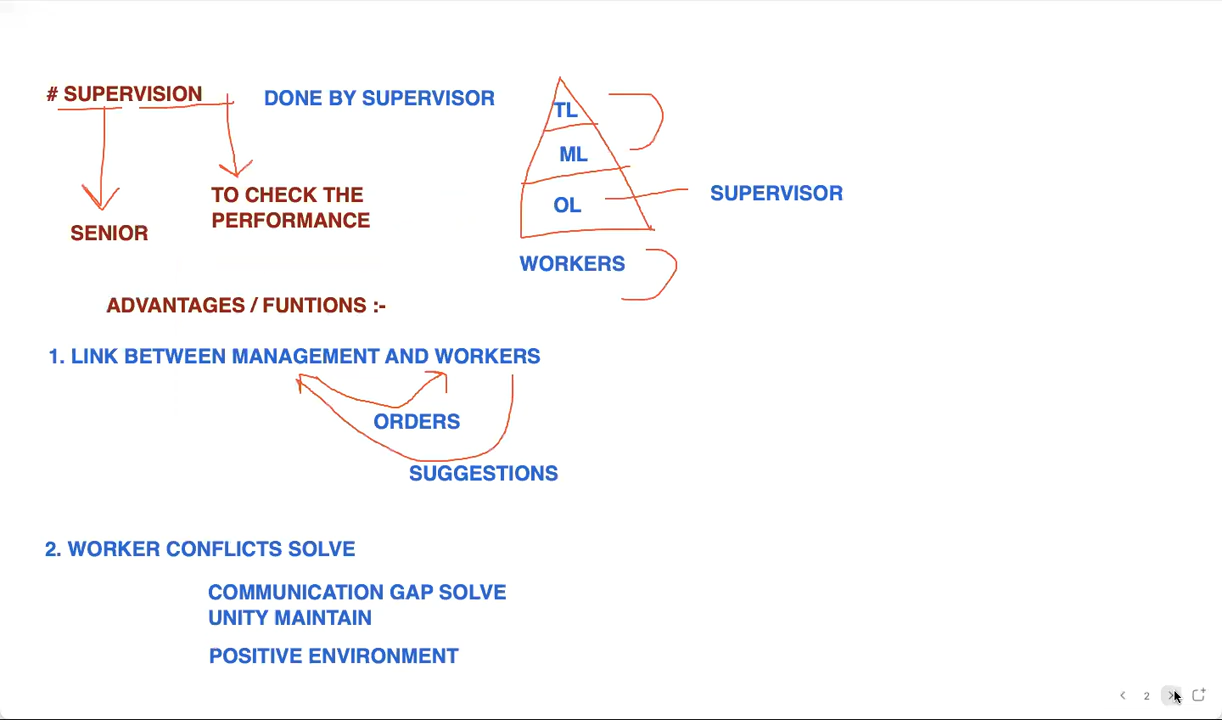 # SUPERVISION
DONE BY SUPERVISOR
TL
ML
OL
SUPERVISOR
WORKERS
SENIOR
TO CHECK THE
PERFORMANCE
ADVANTAGES / FUNTIONS :-
1. LINK BETWEEN MANAGEMENT AND WORKERS
ORDERS
SUGGESTIONS
2. WORKER CONFLICTS SOLVE
COMMUNICATION GAP SOLVE
UNITY MAINTAIN
POSITIVE ENVIRONMENT
2